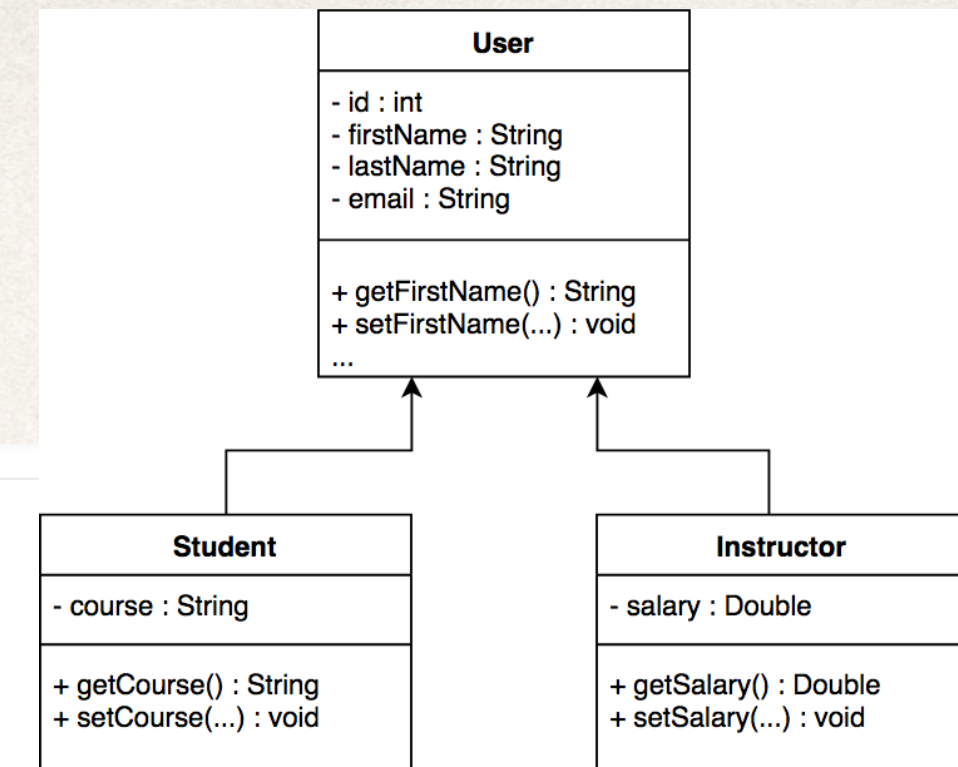 User
- id : int
- firstName : String
- lastName : String
- email : String
+ getFirstName() : String
+ setFirstName(...) : void
...
Student
- course : String
+ getCourse() : String
+ setCourse(...) : void
Instructor
- salary : Double
+ getSalary() : Double
+ setSalary(...) : void